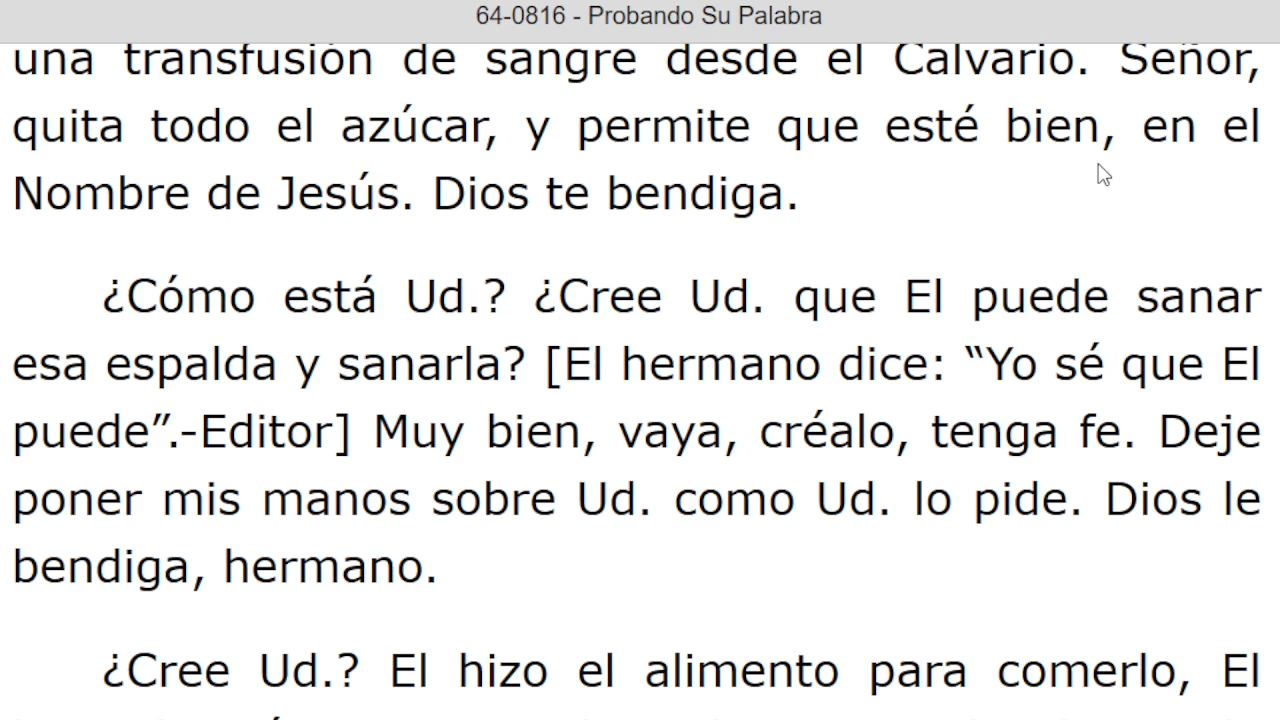 64-0816 - Probando Su Palabra
una transfusión de sangre desde el Calvario. Señor,
quita todo el azúcar, y permite que esté bien, en el
Nombre de Jesús. Dios te bendiga.
¿Cómo está Ud.? ¿Cree Ud. que El puede sanar
esa espalda y sanarla? [El hermano dice: “Yo sé que El
puede”.-Editor] Muy bien, vaya, créalo, tenga fe. Deje
poner mis manos sobre Ud. como Ud. lo pide. Dios le
bendiga, hermano.
¿Cree Ud.? El hizo el alimento para comerlo, El